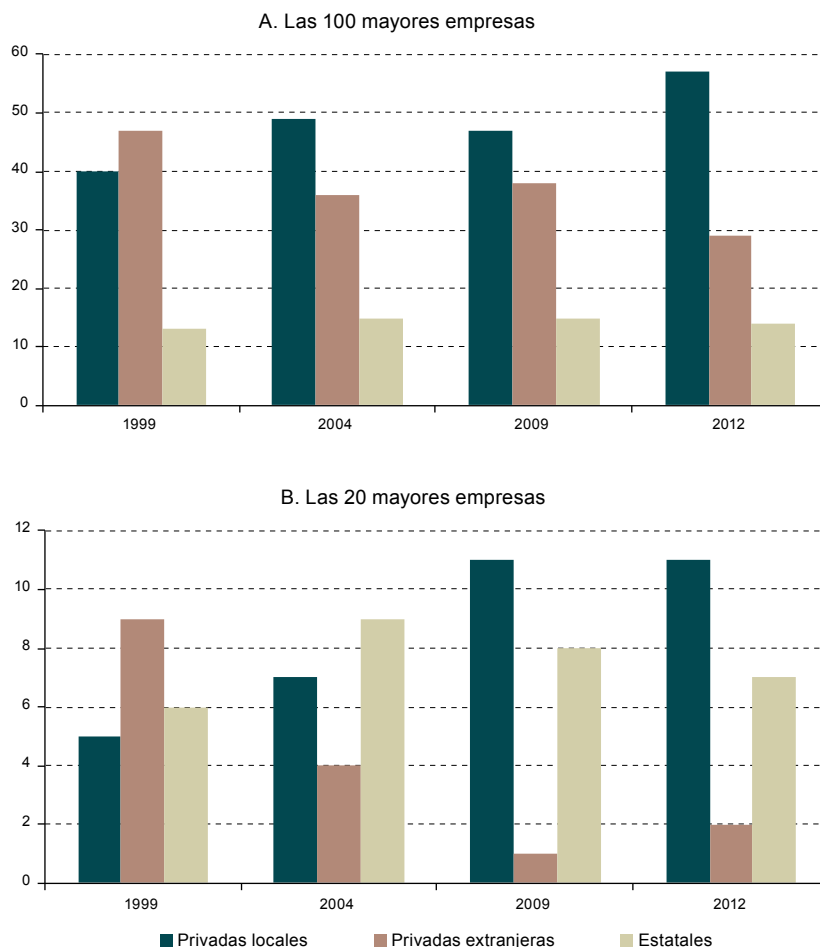 A. Las 100 mayores empresas
60
50
40
30
20
10
0
1999 2004 2009 2012
B. Las 20 mayores empresas
12
10
8
6
4
2
0
1999 2004 2009 2012
Privadas locales Privadas extranjeras Estatales